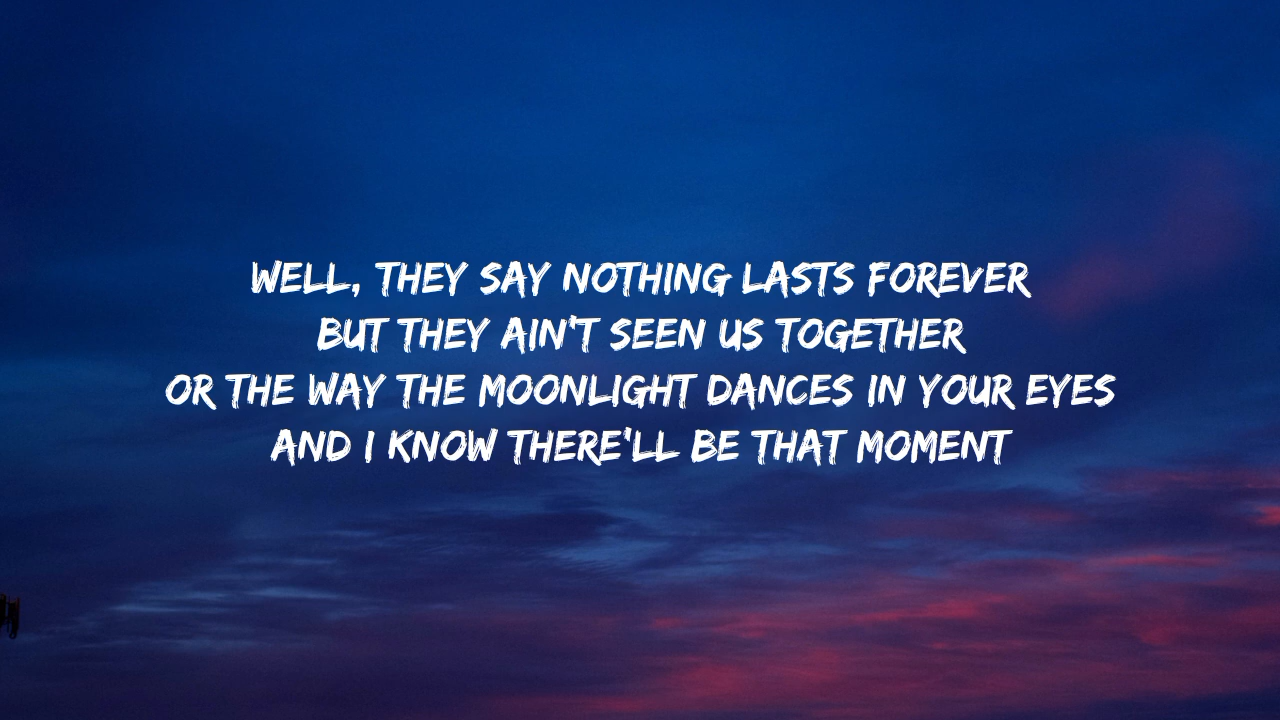 WELL, THEY SAY NOTHING LASTS FOREVER
BUT THEY AIN'T SEEN US TOGETHER
OR THE WAY THE MOONLIGHT DANCES IN YOUR EYES
AND I KNOW THERE'LL BE THAT MOMENT